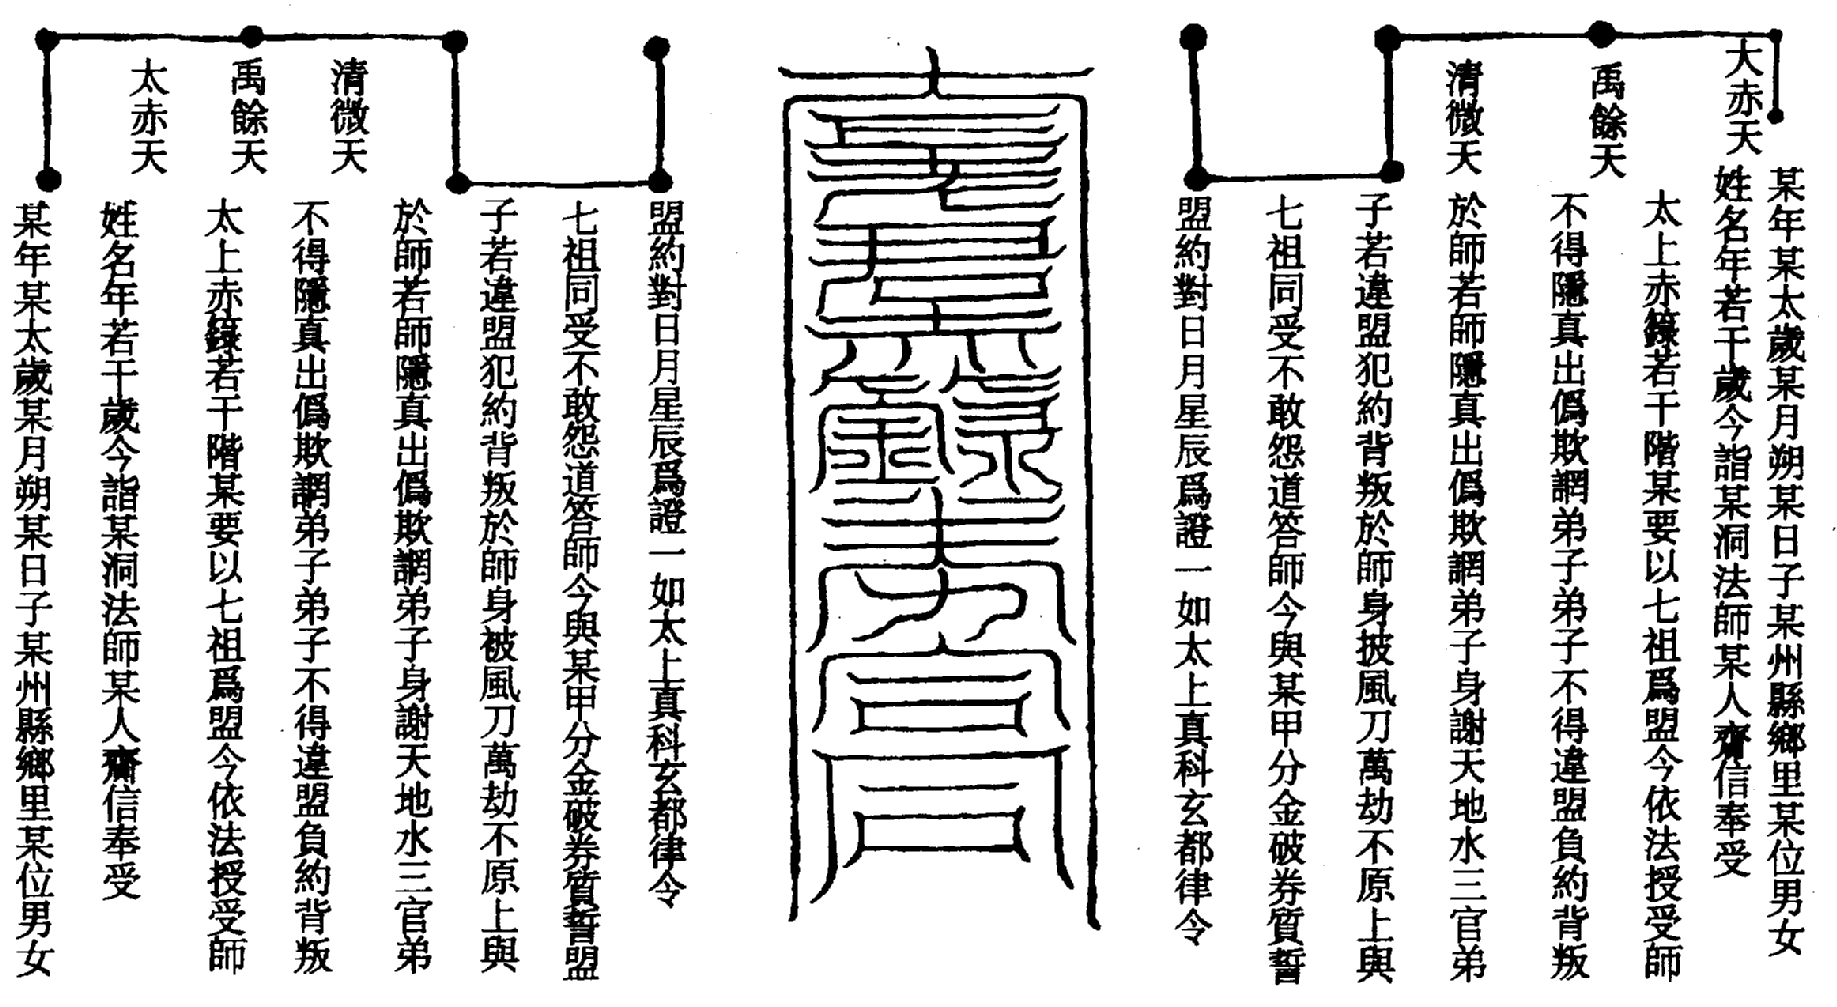 大赤天
禹餘天
清微天
某年某太歲某月朔某日子某州縣鄉里某位男女
姓名年若干歲今詣某洞法師某人齋信奉受
太上赤籙若干階某要以七祖爲盟今依法授受師
不得隱真出僞欺誷弟子弟子不得違盟負約背叛
於師若師隱真出僞欺誷弟子身謝天地水三官弟
子若違盟犯約背叛於師身披風刀萬劫不原上與
七祖同受不敢怨道答師今與某甲分金破券質誓
盟約對日月星辰爲證一如太上真科玄都律令
太赤天
禹餘天
清微天
某年某太歲某月朔某日子某州縣鄉里某位男女
姓名年若干歲今詣某洞法師某人齋信奉受
太上赤籙若干階某要以七祖爲盟今依法授受師
不得隱真出僞欺誷弟子弟子不得違盟負約背叛
於師若師隱真出僞欺誷弟子身謝天地水三官弟
子若違盟犯約背叛於師身被風刀萬劫不原上與
七祖同受不敢怨道答師今與某甲分金破券質誓盟
盟約對日月星辰爲證一如太上真科玄都律令